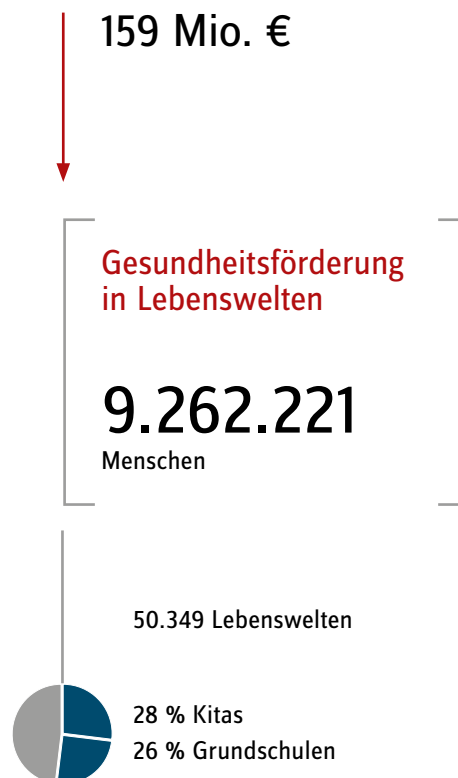 159 Mio. €
Gesundheitsförderung
in Lebenswelten
9.262.221
Menschen
50.349 Lebenswelten
28 % Kitas
26 % Grundschulen